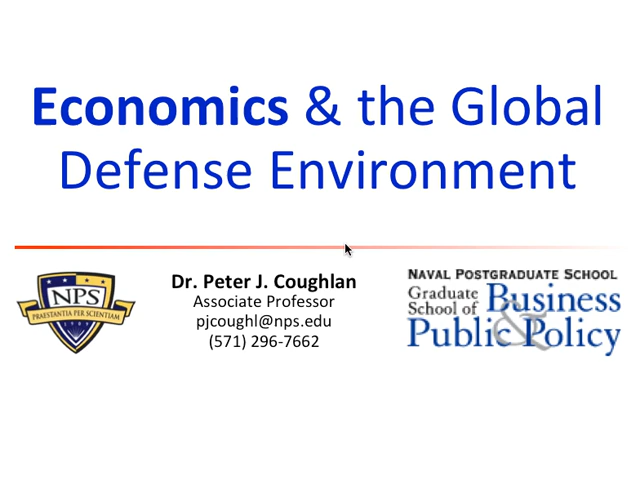 Economics & the Global
Defense Environment
NPS
PRAESTANTIA PER SCIENTIAM
Dr. Peter J. Coughlan
Associate Professor
pjcoughl@nps.edu
(571) 296-7662
NAVAL POSTGRADUATE SCHOOL
Graduate School of Business
& Public Policy